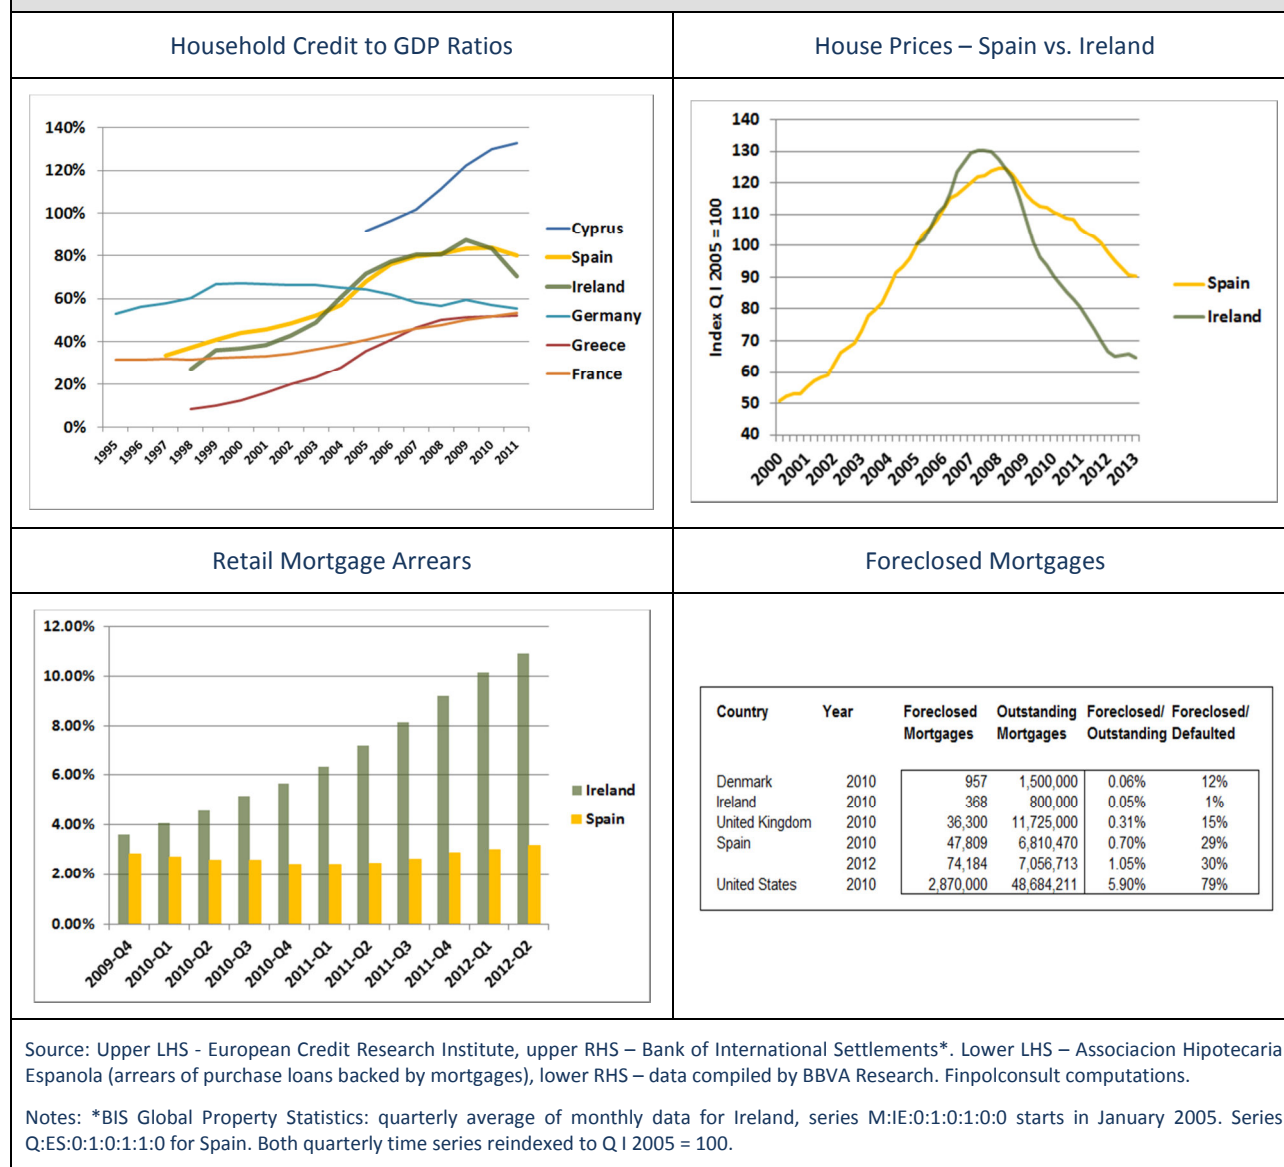 Household Credit to GDP Ratios
House Prices – Spain vs. Ireland
140%
120%
100%
80%
60%
40%
20%
0%
1995
1996
1997
1998
1999
2000
2001
2002
2003
2004
2005
2006
2007
2008
2009
2010
2011
Cyprus
Spain
Ireland
Germany
Greece
France
Index Q I 2005 = 100
140
130
120
110
100
90
80
70
60
50
40
2000
2001
2002
2003
2004
2005
2006
2007
2008
2009
2010
2011
2012
2013
Spain
Ireland
Retail Mortgage Arrears
Foreclosed Mortgages
12.00%
10.00%
8.00%
6.00%
4.00%
2.00%
0.00%
2009-Q4
2010-Q1
2010-Q2
2010-Q3
2010-Q4
2011-Q1
2011-Q2
2011-Q3
2011-Q4
2012-Q1
2012-Q2
Ireland
Spain
Country Year Foreclosed Outstanding Foreclosed/ Foreclosed/
Mortgages Mortgages Outstanding Defaulted
Denmark 2010 957 1,500,000 0.06% 12%
Ireland 2010 368 800,000 0.05% 1%
United Kingdom 2010 36,300 11,725,000 0.31% 15%
Spain 2010 47,809 6,810,470 0.70% 29%
2012 74,184 7,056,713 1.05% 30%
United States 2010 2,870,000 48,684,211 5.90% 79%
Source: Upper LHS - European Credit Research Institute, upper RHS – Bank of International Settlements*. Lower LHS – Associacion Hipotecaria
Espanola (arrears of purchase loans backed by mortgages), lower RHS – data compiled by BBVA Research. Finpolconsult computations.
Notes: *BIS Global Property Statistics: quarterly average of monthly data for Ireland, series M:IE:0:1:0:1:0:0 starts in January 2005. Series
Q:ES:0:1:0:1:1:0 for Spain. Both quarterly time series reindexed to Q I 2005 = 100.